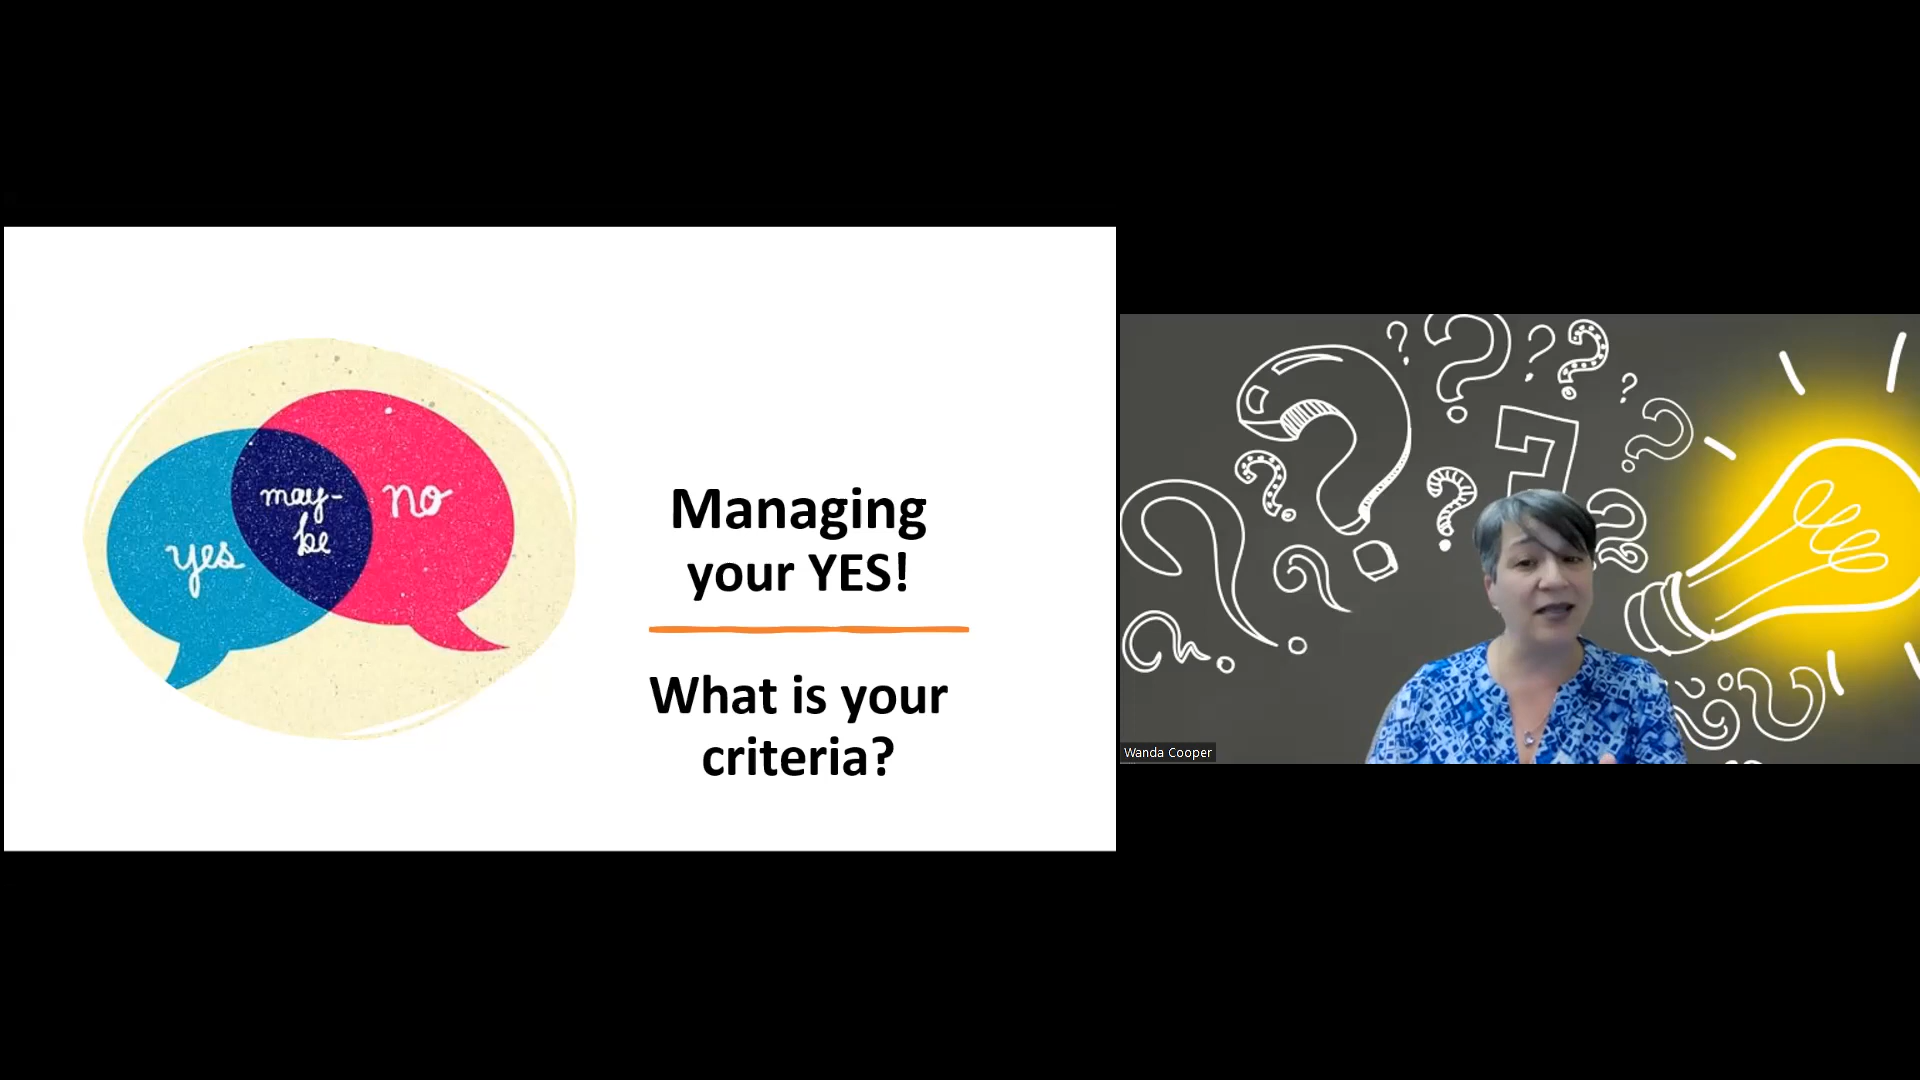 yes
may-
be
no
Managing
your YES!
What is your
criteria?
Wanda Cooper